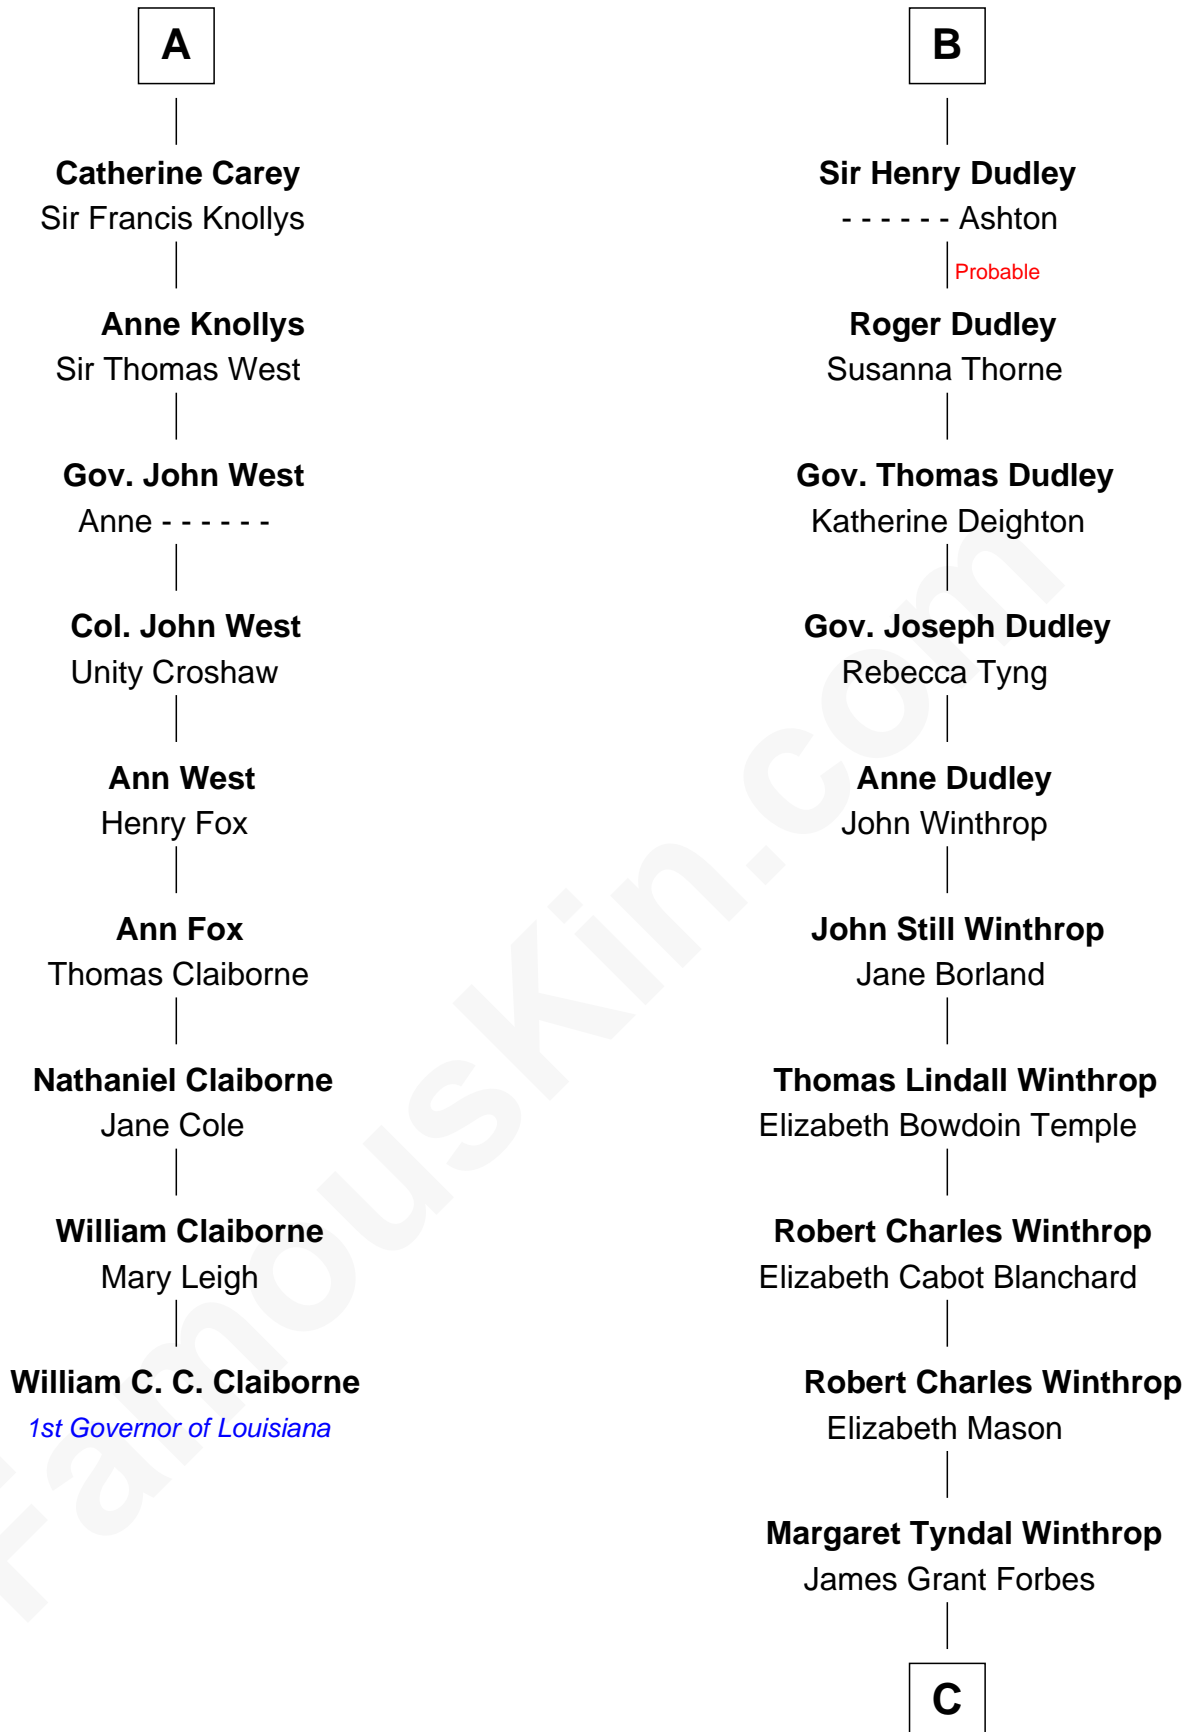 A
Catherine Carey
Sir Francis Knollys
Anne Knollys
Sir Thomas West
Gov. John West
Anne - - - - - -
Col. John West
Unity Croshaw
Ann West
Henry Fox
Ann Fox
Thomas Claiborne
Nathaniel Claiborne
Jane Cole
William Claiborne
Mary Leigh
William C. C. Claiborne
1st Governor of Louisiana
B
Sir Henry Dudley
- - - - - - Ashton
Probable
Roger Dudley
Susanna Thorne
Gov. Thomas Dudley
Katherine Deighton
Gov. Joseph Dudley
Rebecca Tyng
Anne Dudley
John Winthrop
John Still Winthrop
Jane Borland
Thomas Lindall Winthrop
Elizabeth Bowdoin Temple
Robert Charles Winthrop
Elizabeth Cabot Blanchard
Robert Charles Winthrop
Elizabeth Mason
Margaret Tyndal Winthrop
James Grant Forbes
C
FamousKin.com